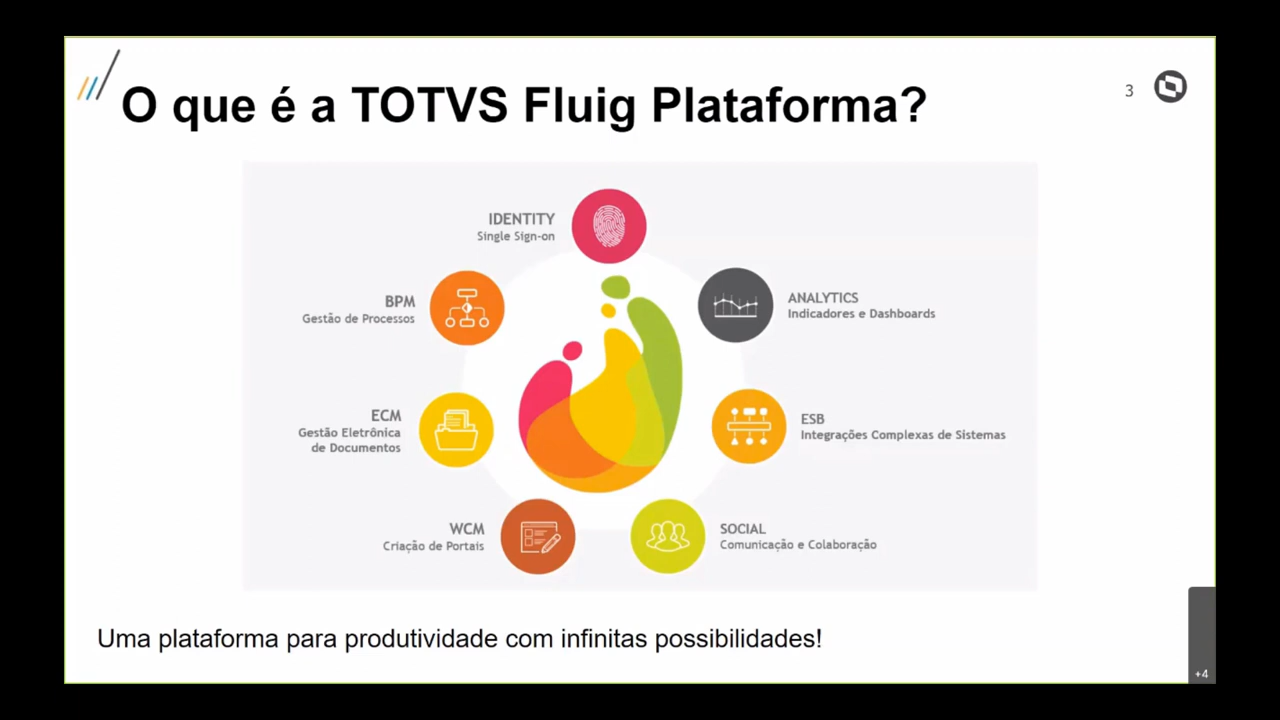 O que é a TOTVS Fluig Plataforma?
3
IDENTITY
Single Sign-on
BPM
Gestão de Processos
ANALYTICS
Indicadores e Dashboards
ECM
Gestão Eletrônica
de Documentos
ESB
Integrações Complexas de Sistemas
WCM
Criação de Portais
SOCIAL
Comunicação e Colaboração
Uma plataforma para produtividade com infinitas possibilidades!
+4